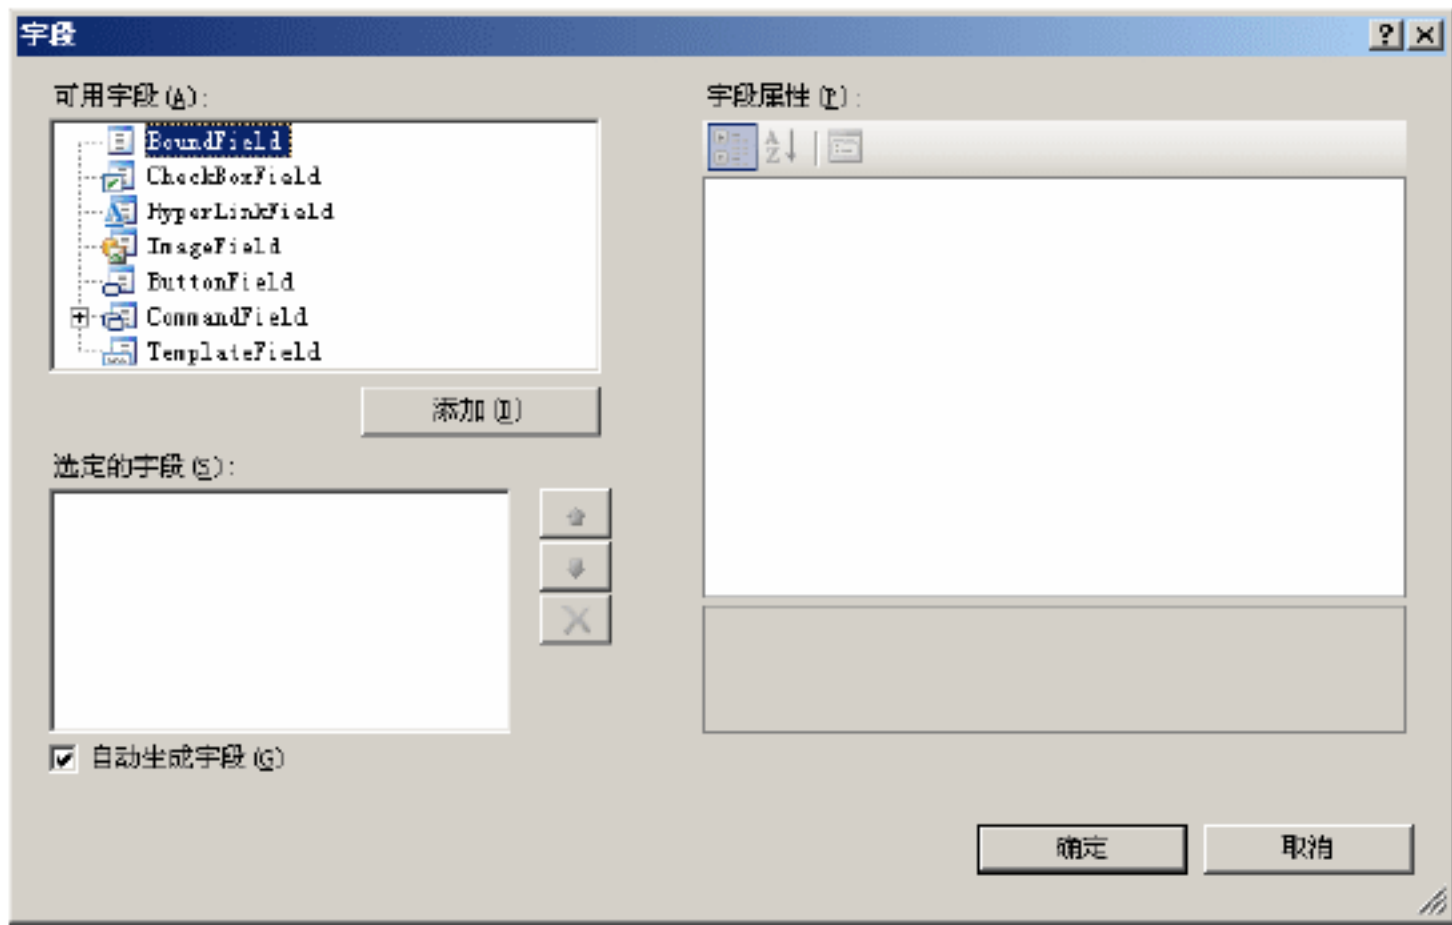 字段
可用字段(A):
BoundField
CheckBoxField
HyperLinkField
ImageField
ButtonField
CommandField
TemplateField
添加(D)
选定的字段(S):
自动生成字段(G)
字段属性(P):
确定
取消